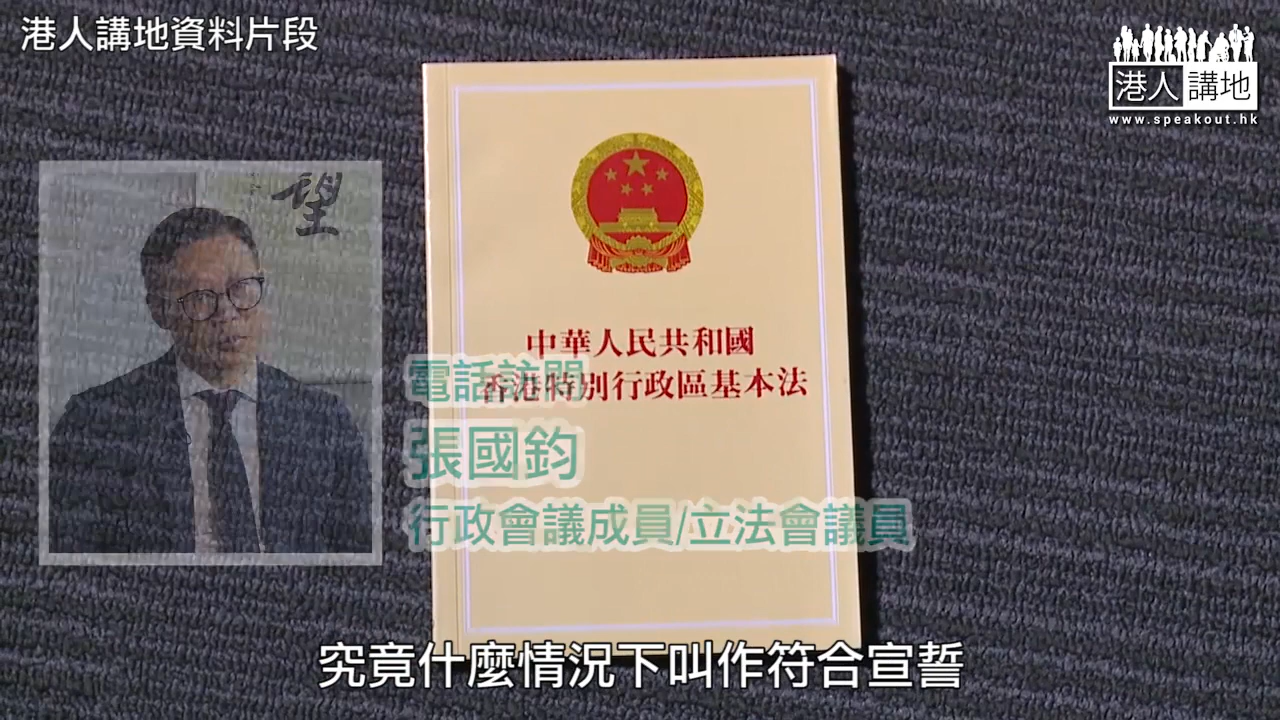 港人講地資料片段
港人講地
www.speakout.hk
望
中華人民共和國
香港特別行政區基本法
電話訪問
張國鈞
行政會議成員/立法會議員
究竟什麼情況下叫作符合宣誓